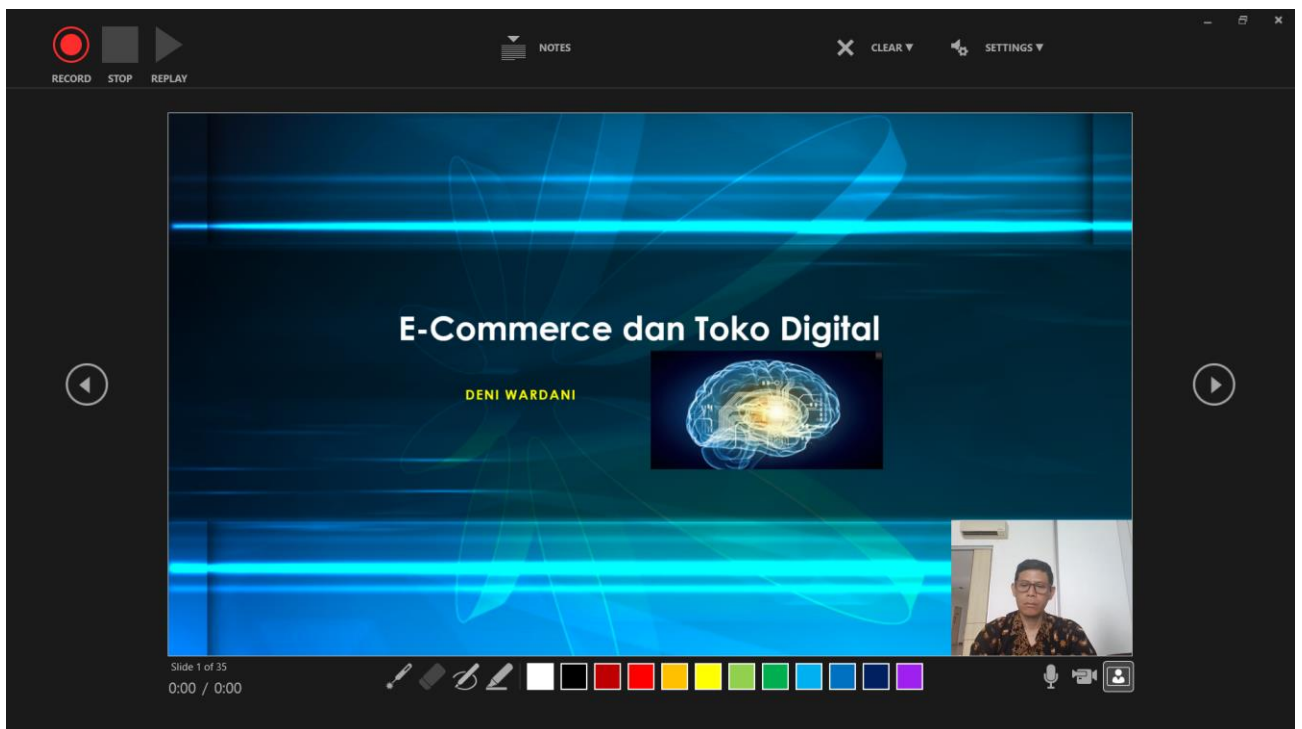 RECORD STOP REPLAY
NOTES
CLEAR
SETTINGS
E-Commerce dan Toko Digital
DENI WARDANI
Slide 1 of 35
0:00 / 0:00